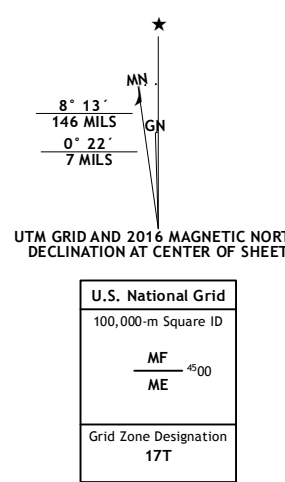 ★
MN
8° 13´
146 MILS
GN
0° 22´
7 MILS
UTM GRID AND 2016 MAGNETIC NORT
DECLINATION AT CENTER OF SHEET
U.S. National Grid
100,000-m Square ID
MF
4500
ME
Grid Zone Designation
17T